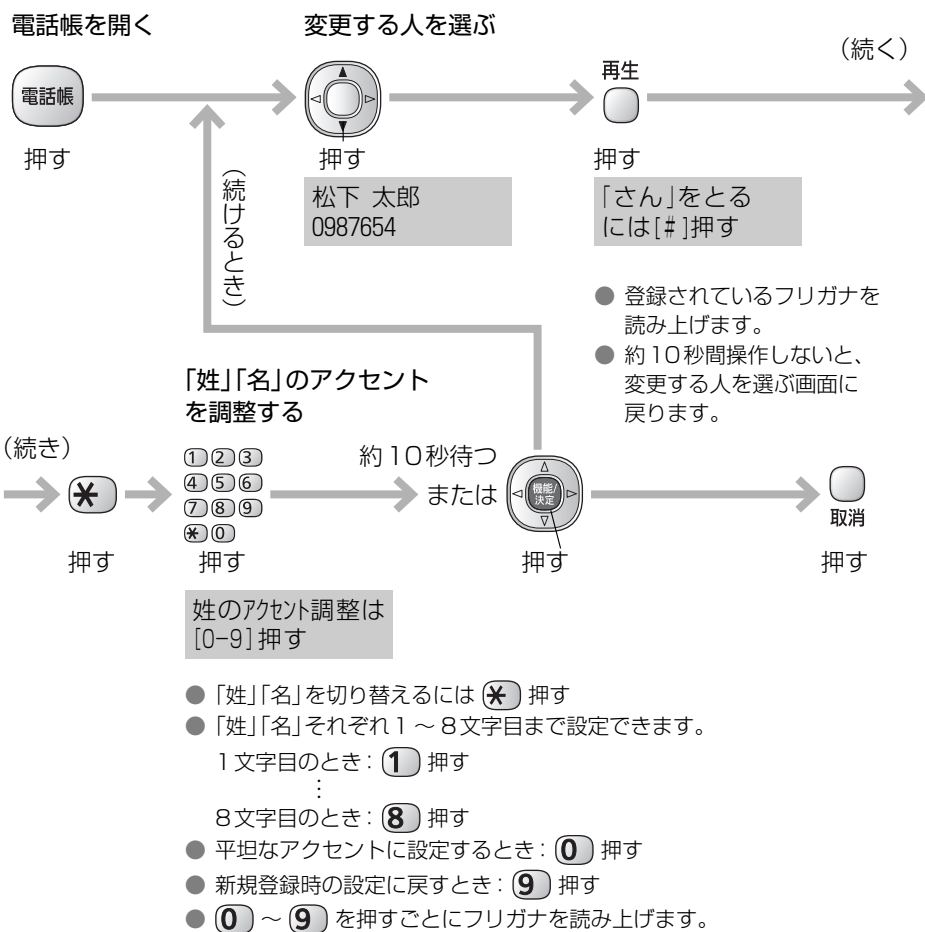 電話帳を開く
変更する人を選ぶ
(続く)
電話帳
再生
押す
押す
押す
(続けるとき)
松下 太郎
0987654
「さん」をとる
には[#]押す
● 登録されているフリガナを
読み上げます。
● 約10秒間操作しないと、
変更する人を選ぶ画面に
戻ります。
「姓」「名」のアクセント
を調整する
(続き)
1 2 3
4 5 6
7 8 9
* 0
約10秒待つ
または
機能/
決定
取消
押す
押す
押す
押す
姓のアクセント調整は
[0-9]押す
● 「姓」「名」を切り替えるには * 押す
● 「姓」「名」それぞれ1～8文字目まで設定できます。
1文字目のとき: 1 押す
⋮
8文字目のとき: 8 押す
● 平坦なアクセントに設定するとき: 0 押す
● 新規登録時の設定に戻すとき: 9 押す
● 0 ～ 9 を押すごとにフリガナを読み上げます。